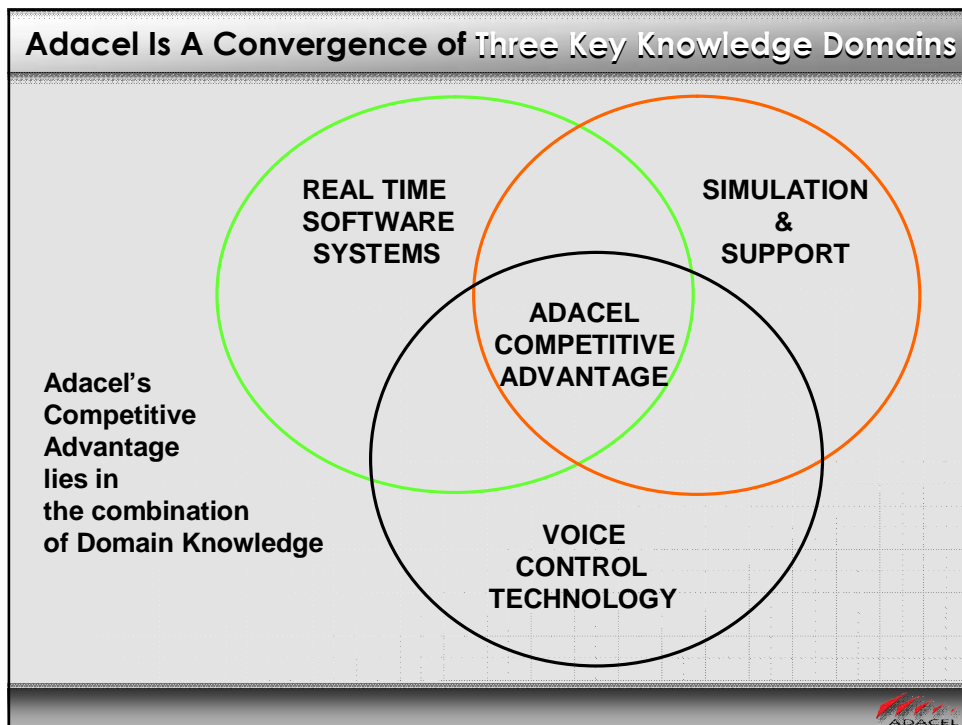 Adacel Is A Convergence of Three Key Knowledge Domains
REAL TIME
SOFTWARE
SYSTEMS
SIMULATION
&
SUPPORT
ADACEL
COMPETITIVE
ADVANTAGE
Adacel’s
Competitive
Advantage
lies in
the combination
of Domain Knowledge
VOICE
CONTROL
TECHNOLOGY
ADACEL